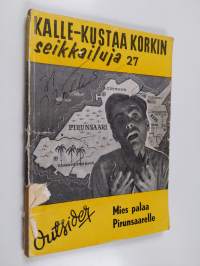 KALLE-KUSTAA KORKIN
seikkailuja 27
PIRUNSAARI
Outsider
Mies palaa
Pirunsaarelle